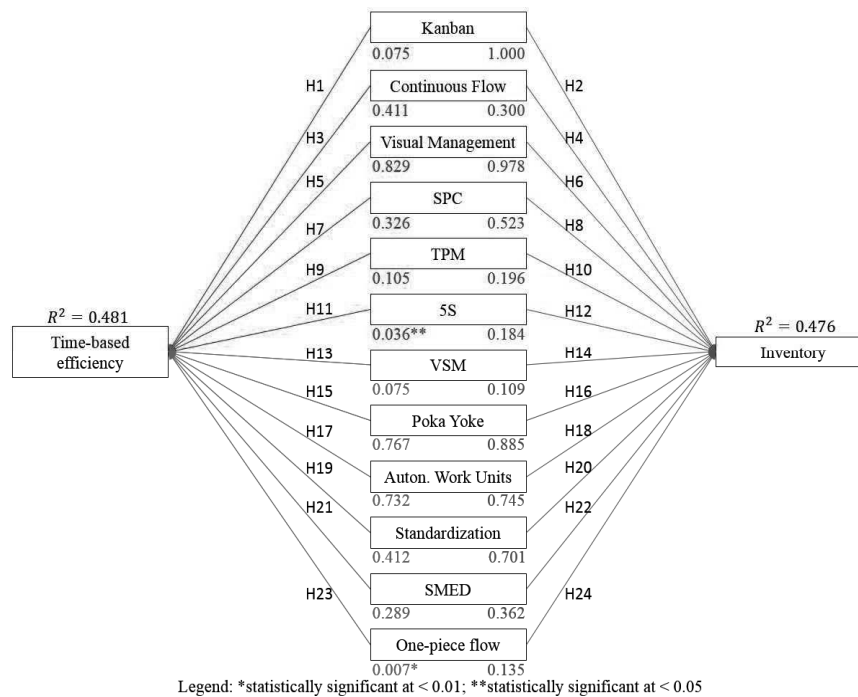 Kanban
0.075 1.000
H1 H2
Continuous Flow
0.411 0.300
H3 H4
Visual Management
0.829 0.978
H5 H6
SPC
0.326 0.523
H7 H8
TPM
0.105 0.196
H9 H10
5S
0.036** 0.184
H11 H12
R² = 0.481
Time-based
efficiency
R² = 0.476
Inventory
VSM
0.075 0.109
H13 H14
Poka Yoke
0.767 0.885
H15 H16
Auton. Work Units
0.732 0.745
H17 H18
Standardization
0.412 0.701
H19 H20
SMED
0.289 0.362
H21 H22
One-piece flow
0.007* 0.135
H23 H24
Legend: *statistically significant at < 0.01; **statistically significant at < 0.05